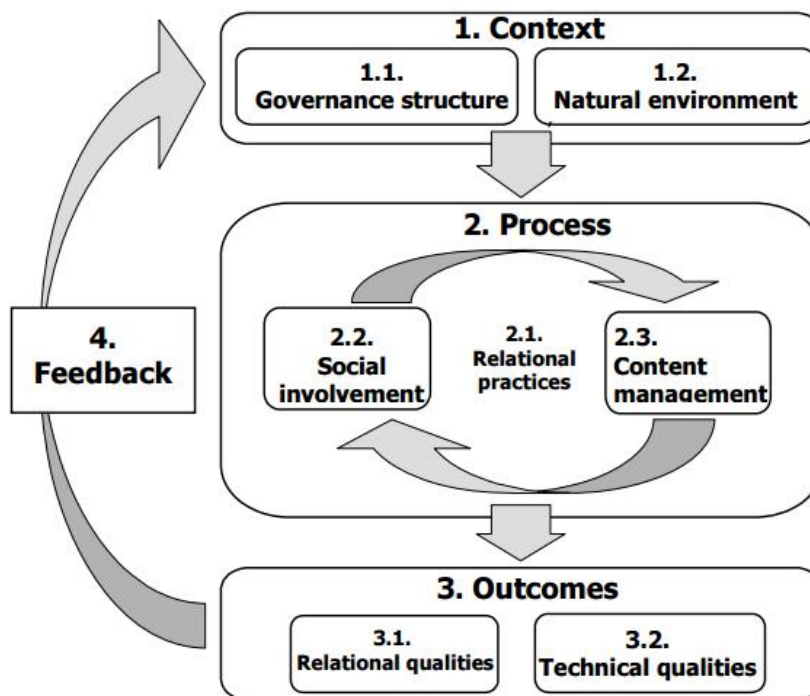 1. Context
1.1.
Governance structure
1.2.
Natural environment
2. Process
2.2.
Social
involvement
2.1.
Relational
practices
2.3.
Content
management
4.
Feedback
3. Outcomes
3.1.
Relational qualities
3.2.
Technical qualities